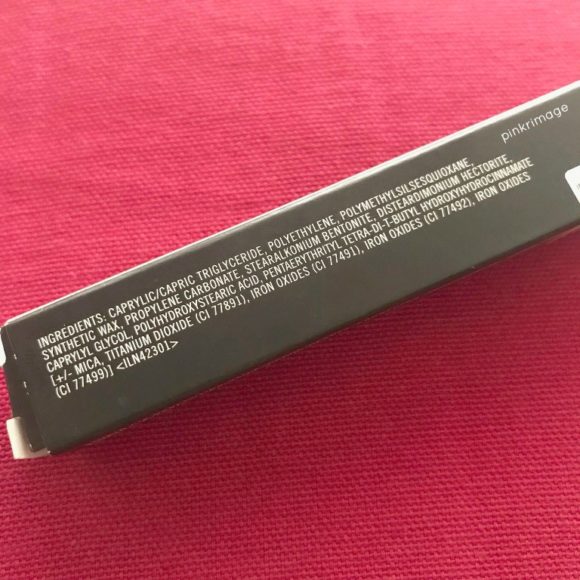 pinkrimage
INGREDIENTS: CAPRYLIC/CAPRIC TRIGLYCERIDE, POLYETHYLENE, POLYMETHYLSILSESQUIOXANE,
SYNTHETIC WAX, PROPYLENE CARBONATE, STEARALKONIUM BENTONITE, DISTEARDIMONIUM HECTORITE,
CAPRYLYL GLYCOL, POLYHYDROXYSTEARIC ACID, PENTAERYTHRITYL TETRA-DI-T-BUTYL HYDROXYHYDROCINNAMATE
[+/- MICA, TITANIUM DIOXIDE (CI 77891), IRON OXIDES (CI 77491), IRON OXIDES (CI 77492), IRON OXIDES
(CI 77499)] <ILN42301>